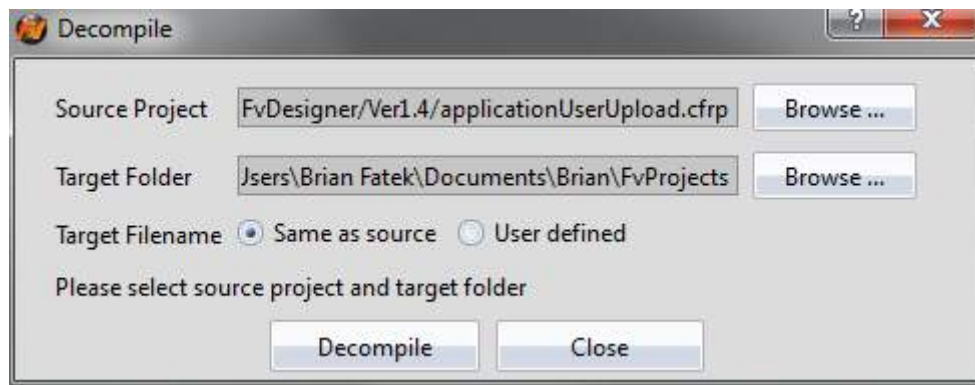 Decompile
Source Project FvDesigner/Ver1.4/applicationUserUpload.cfrp Browse ...
Target Folder Jsers\Brian Fatek\Documents\Brian\FvProjects Browse ...
Target Filename Same as source User defined
Please select source project and target folder
Decompile Close